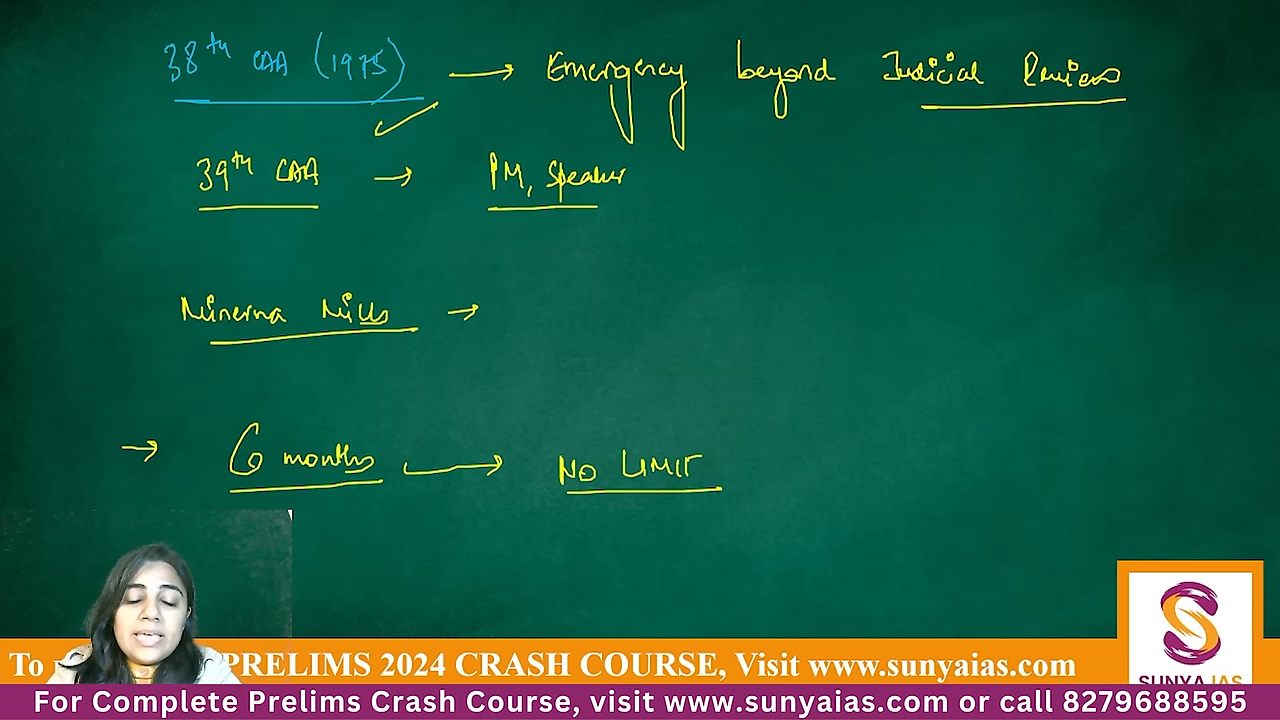 38th CAA (1975) → Emergency beyond Judicial Review
39th CAA → PM, Speaker
Minerva Mills →
→ 6 months → NO LIMIT
To PRELIMS 2024 CRASH COURSE, Visit www.sunyaias.com
SUNYA IAS
For Complete Prelims Crash Course, visit www.sunyaias.com or call 8279688595